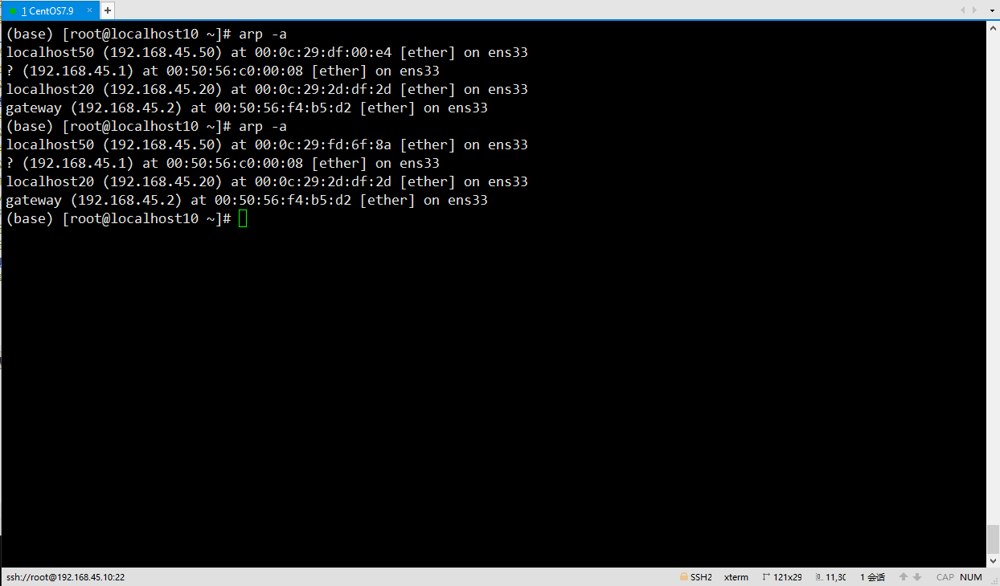 1 CentOS7.9 × +
(base) [root@localhost10 ~]# arp -a
localhost50 (192.168.45.50) at 00:0c:29:df:00:e4 [ether] on ens33
? (192.168.45.1) at 00:50:56:c0:00:08 [ether] on ens33
localhost20 (192.168.45.20) at 00:0c:29:2d:df:2d [ether] on ens33
gateway (192.168.45.2) at 00:50:56:f4:b5:d2 [ether] on ens33
(base) [root@localhost10 ~]# arp -a
localhost50 (192.168.45.50) at 00:0c:29:fd:6f:8a [ether] on ens33
? (192.168.45.1) at 00:50:56:c0:00:08 [ether] on ens33
localhost20 (192.168.45.20) at 00:0c:29:2d:df:2d [ether] on ens33
gateway (192.168.45.2) at 00:50:56:f4:b5:d2 [ether] on ens33
(base) [root@localhost10 ~]#
ssh://root@192.168.45.10:22 SSH2 xterm 121x29 11,30 1 会话 CAP NUM